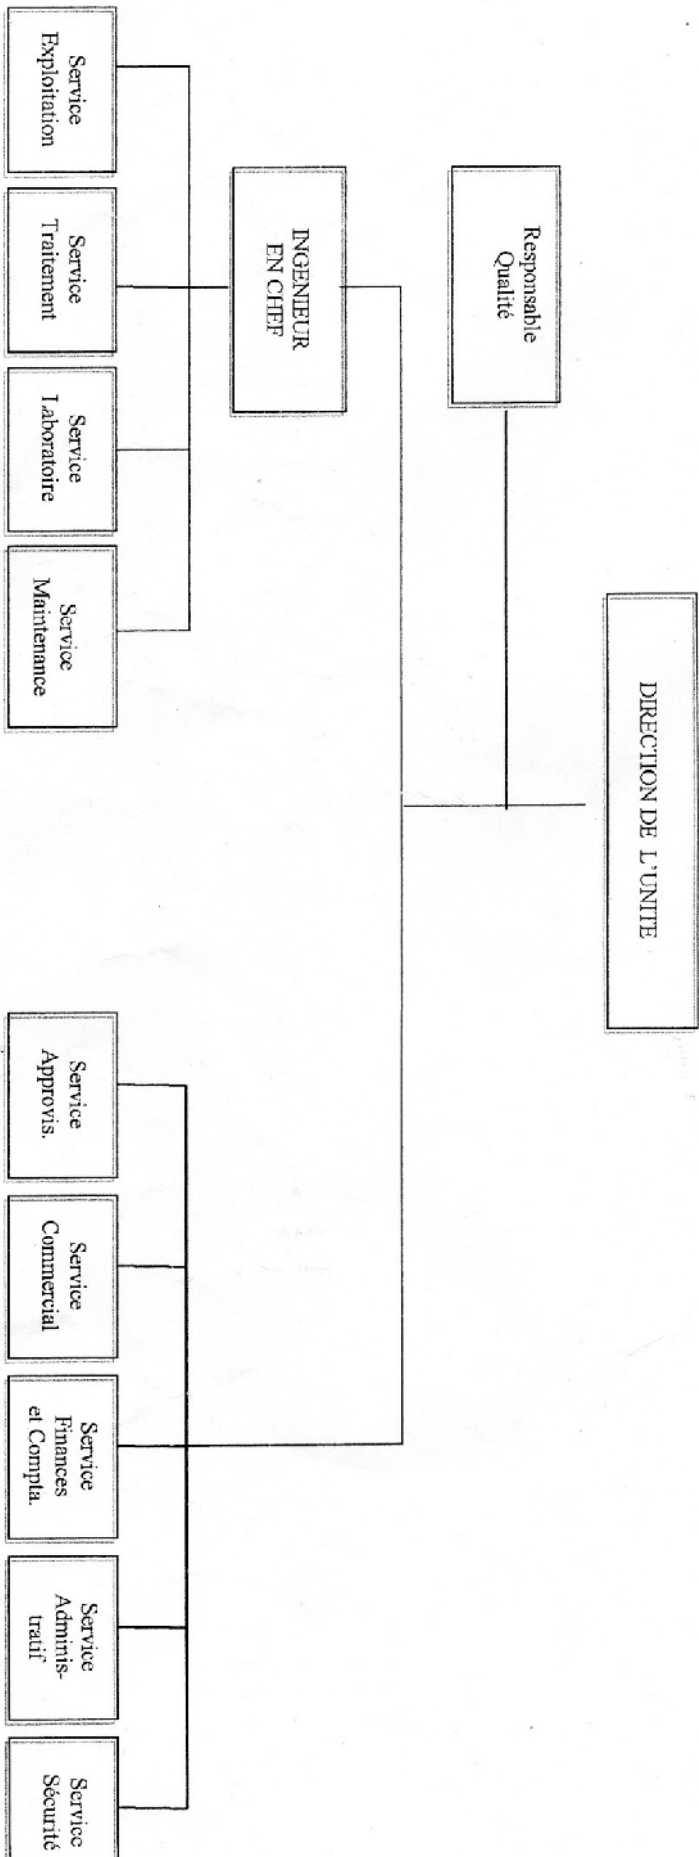 DIRECTION DE L'UNITE
Responsable
Qualité
INGENIEUR
EN CHEF
Service
Exploitation
Service
Traitement
Service
Laboratoire
Service
Maintenance
Service
Approvis.
Service
Commercial
Service
Finances
et Compta.
Service
Adminis-
tratif
Service
Sécurité